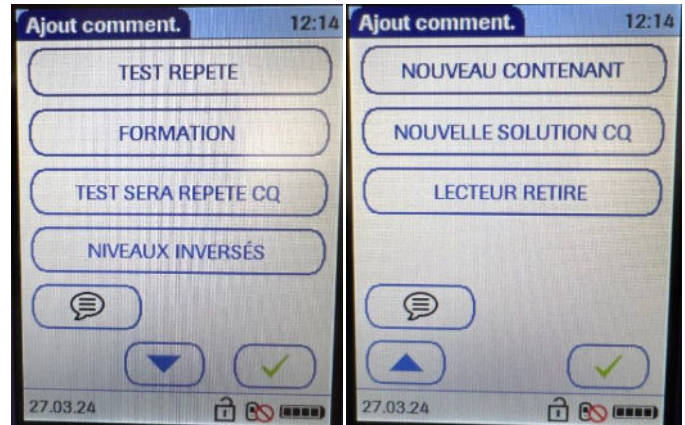 Ajout comment. 12:14
TEST REPETE
FORMATION
TEST SERA REPETE CQ
NIVEAUX INVERSÉS
27.03.24
Ajout comment. 12:14
NOUVEAU CONTENANT
NOUVELLE SOLUTION CQ
LECTEUR RETIRE
27.03.24